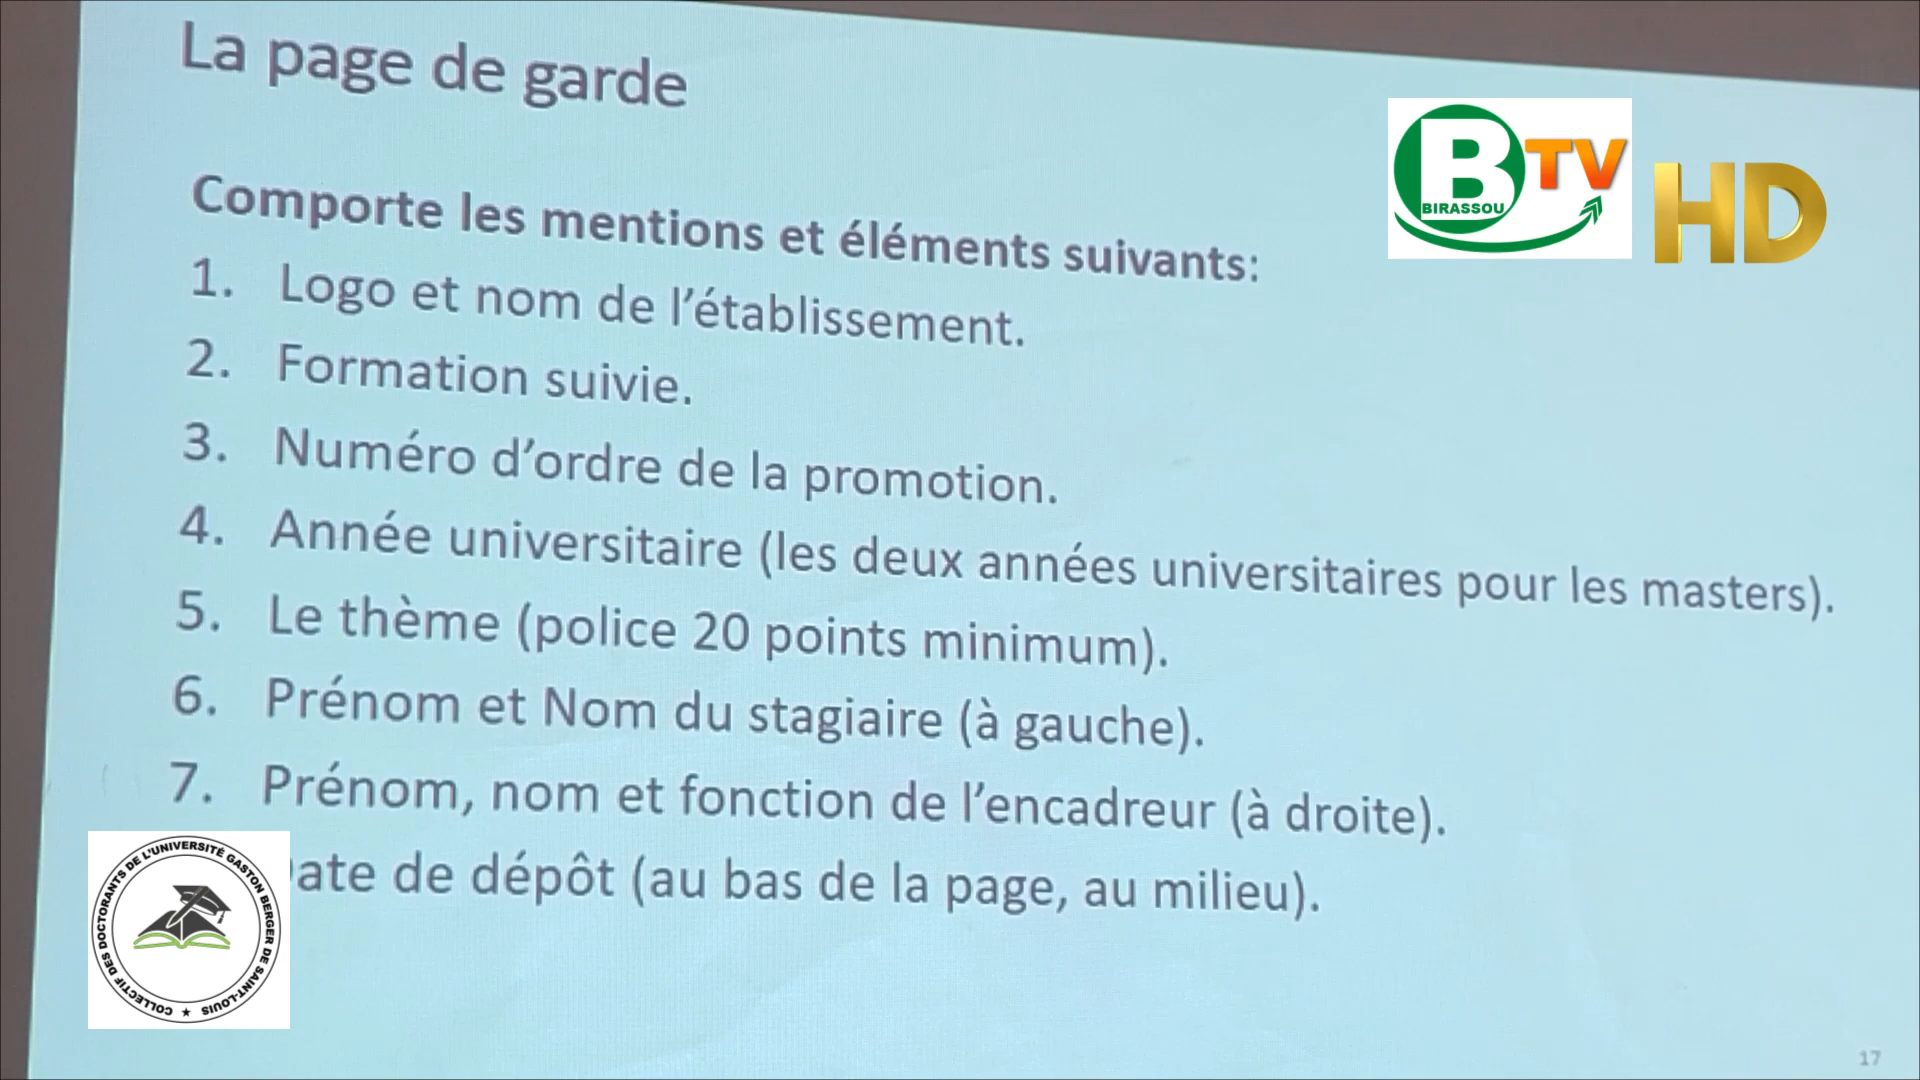 La page de garde
Comporte les mentions et éléments suivants:
1. Logo et nom de l'établissement.
2. Formation suivie.
3. Numéro d'ordre de la promotion.
4. Année universitaire (les deux années universitaires pour les masters).
5. Le thème (police 20 points minimum).
6. Prénom et Nom du stagiaire (à gauche).
7. Prénom, nom et fonction de l'encadreur (à droite).
ate de dépôt (au bas de la page, au milieu).
B TV HD
BIRASSOU
COLLECTIF DES DOCTORANTS DE L'UNIVERSITÉ GASTON BERGER DE SAINT-LOUIS ★
17